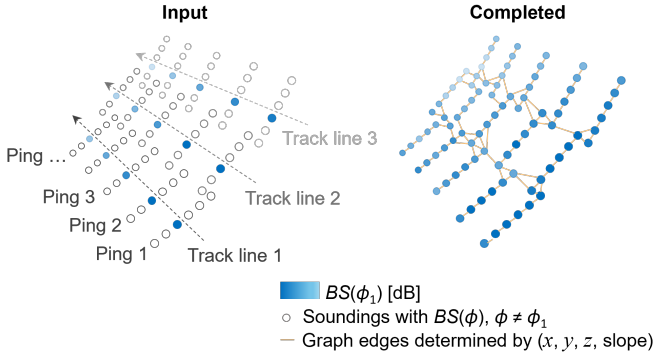 Input
Completed
Track line 3
Ping ...
Track line 2
Ping 3
Ping 2
Ping 1
Track line 1
BS(ϕ₁) [dB]
Soundings with BS(ϕ), ϕ ≠ ϕ₁
Graph edges determined by (x, y, z, slope)